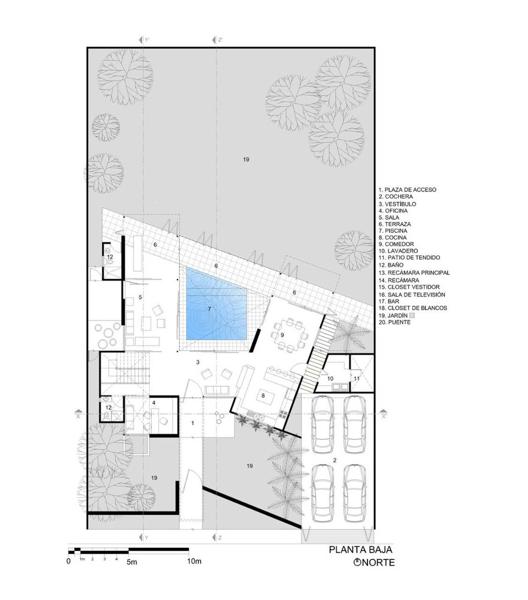 Y' Z'
19
1. PLAZA DE ACCESO
2. COCHERA
3. VESTÍBULO
4. OFICINA
5. SALA
6. TERRAZA
7. PISCINA
8. COCINA
9. COMEDOR
10. LAVADERO
11. PATIO DE TENDIDO
12. BAÑO
13. RECÁMARA PRINCIPAL
14. RECÁMARA
15. CLOSET VESTIDOR
16. SALA DE TELEVISIÓN
17. BAR
18. CLOSET DE BLANCOS
19. JARDÍN
20. PUENTE
6
12
6
5
7
9
3
10 11
8
4
12
X X'
1
2
19 19
Y Z
PLANTA BAJA
NORTE
0 1m 2 3 4 5m 10m